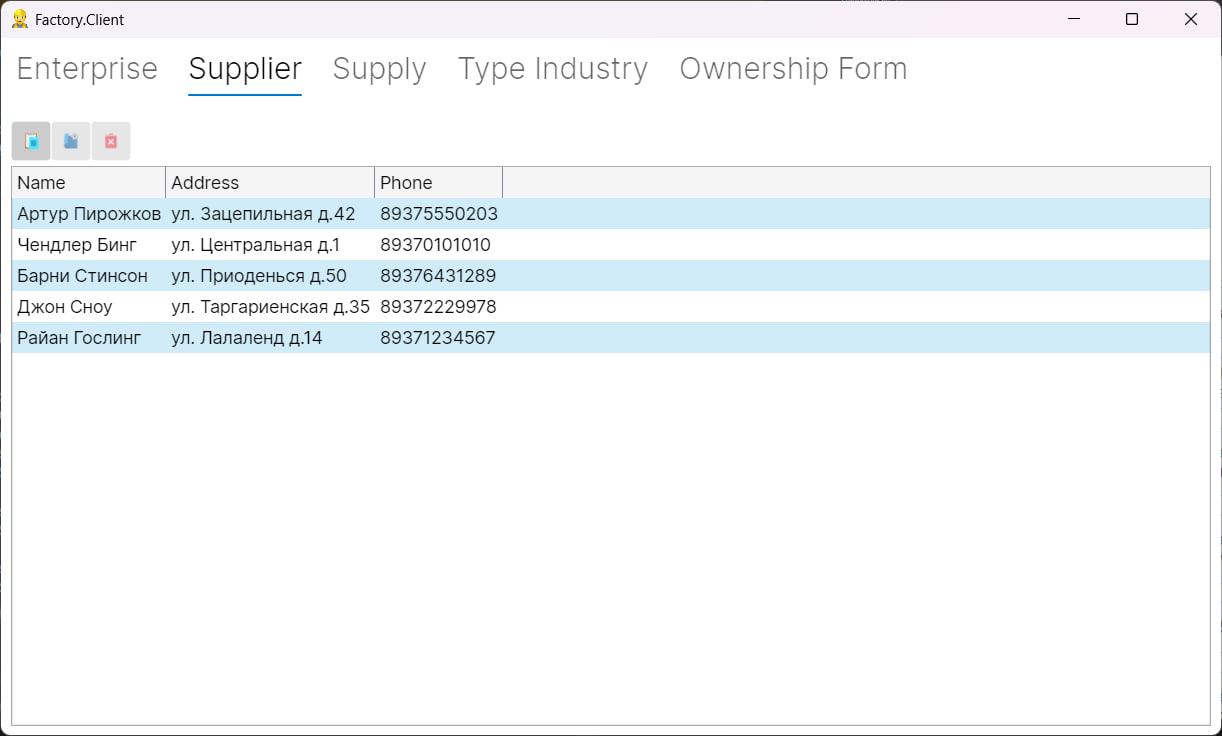 Factory.Client
Enterprise Supplier Supply Type Industry Ownership Form
Name Address Phone
Артур Пирожков ул. Зацепильная д.42 89375550203
Чендлер Бинг ул. Центральная д.1 89370101010
Барни Стинсон ул. Приоденься д.50 89376431289
Джон Сноу ул. Таргариенская д.35 89372229978
Райан Гослинг ул. Лалаленд д.14 89371234567